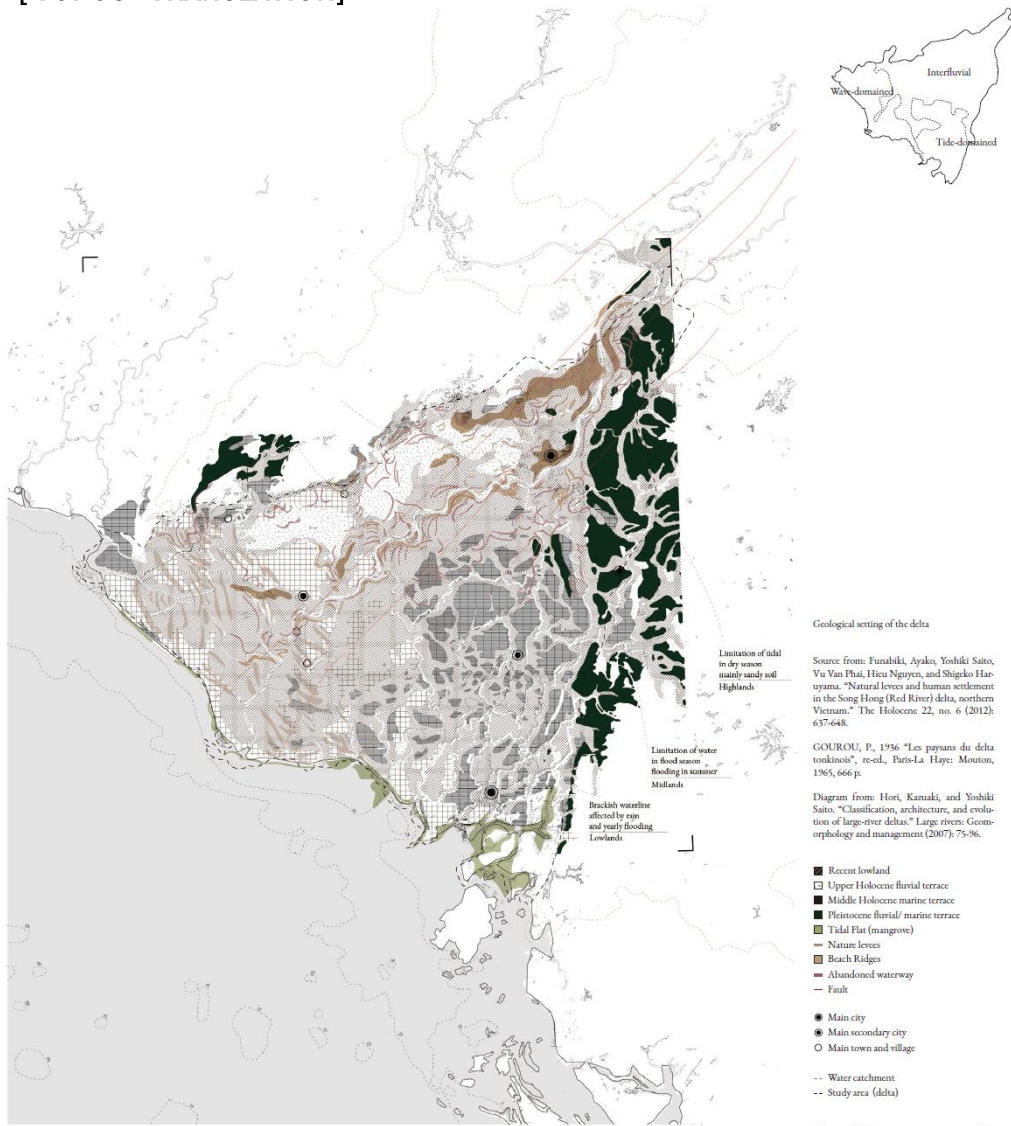 Interfluvial
Wave-domained
Tide-domained
Limitation of tidal
in dry season
mainly sandy soil
Highlands
Limitation of water
in flood season
flooding in summer
Midlands
Brackish waterline
affected by rain
and yearly flooding
Lowlands
Geological setting of the delta
Source from: Funabiki, Ayako, Yoshiki Saito,
Vu Van Phai, Hieu Nguyen, and Shigeko Har-
uyama. “Natural levees and human settlement
in the Song Hong (Red River) delta, northern
Vietnam.” The Holocene 22, no. 6 (2012):
637-648.
GOUROU, P., 1936 “Les paysans du delta
tonkinois”, re-ed., Paris-La Haye: Mouton,
1965, 666 p.
Diagram from: Hori, Kazuaki, and Yoshiki
Saito. “Classification, architecture, and evolu-
tion of large-river deltas.” Large rivers: Geom-
orphology and management (2007): 75-96.
Recent lowland
Upper Holocene fluvial terrace
Middle Holocene marine terrace
Pleistocene fluvial/ marine terrace
Tidal Flat (mangrove)
Nature levees
Beach Ridges
Abandoned waterway
Fault
Main city
Main secondary city
Main town and village
Water catchment
Study area (delta)